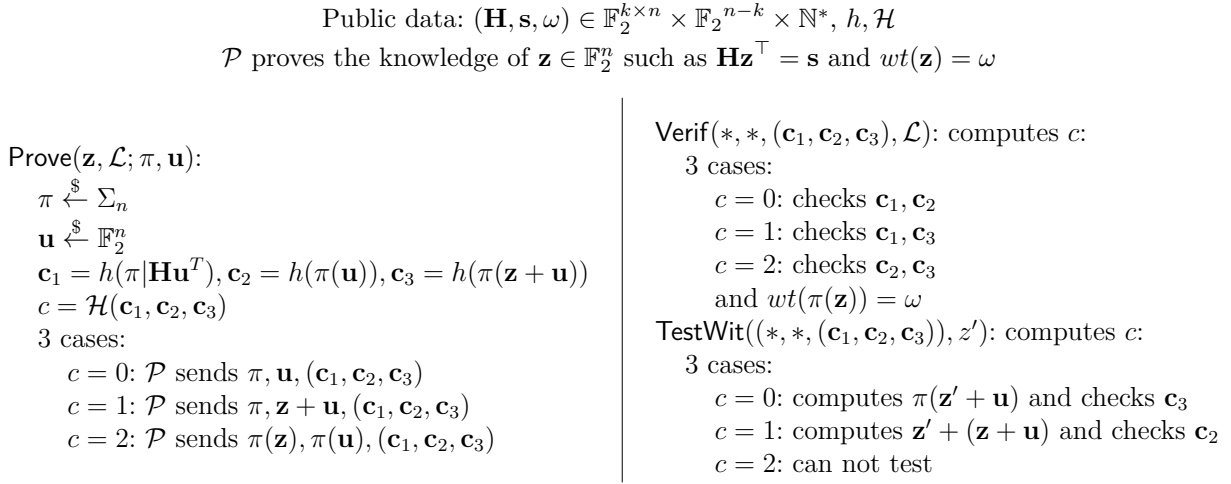 Public data: (𝐇, 𝐬, ω) ∈ 𝔽₂^{k×n} × 𝔽₂^{n−k} × ℕ*, h, ℋ
𝒫 proves the knowledge of 𝐳 ∈ 𝔽₂ⁿ such as 𝐇𝐳^⊤ = 𝐬 and wt(𝐳) = ω
Prove(𝐳, ℒ; π, 𝐮):
π ←$ Σₙ
𝐮 ←$ 𝔽₂ⁿ
𝐜₁ = h(π|𝐇𝐮^T), 𝐜₂ = h(π(𝐮)), 𝐜₃ = h(π(𝐳 + 𝐮))
c = ℋ(𝐜₁, 𝐜₂, 𝐜₃)
3 cases:
c = 0: 𝒫 sends π, 𝐮, (𝐜₁, 𝐜₂, 𝐜₃)
c = 1: 𝒫 sends π, 𝐳 + 𝐮, (𝐜₁, 𝐜₂, 𝐜₃)
c = 2: 𝒫 sends π(𝐳), π(𝐮), (𝐜₁, 𝐜₂, 𝐜₃)
Verif(∗, ∗, (𝐜₁, 𝐜₂, 𝐜₃), ℒ): computes c:
3 cases:
c = 0: checks 𝐜₁, 𝐜₂
c = 1: checks 𝐜₁, 𝐜₃
c = 2: checks 𝐜₂, 𝐜₃
and wt(π(𝐳)) = ω
TestWit((∗, ∗, (𝐜₁, 𝐜₂, 𝐜₃)), z′): computes c:
3 cases:
c = 0: computes π(𝐳′ + 𝐮) and checks 𝐜₃
c = 1: computes 𝐳′ + (𝐳 + 𝐮) and checks 𝐜₂
c = 2: can not test